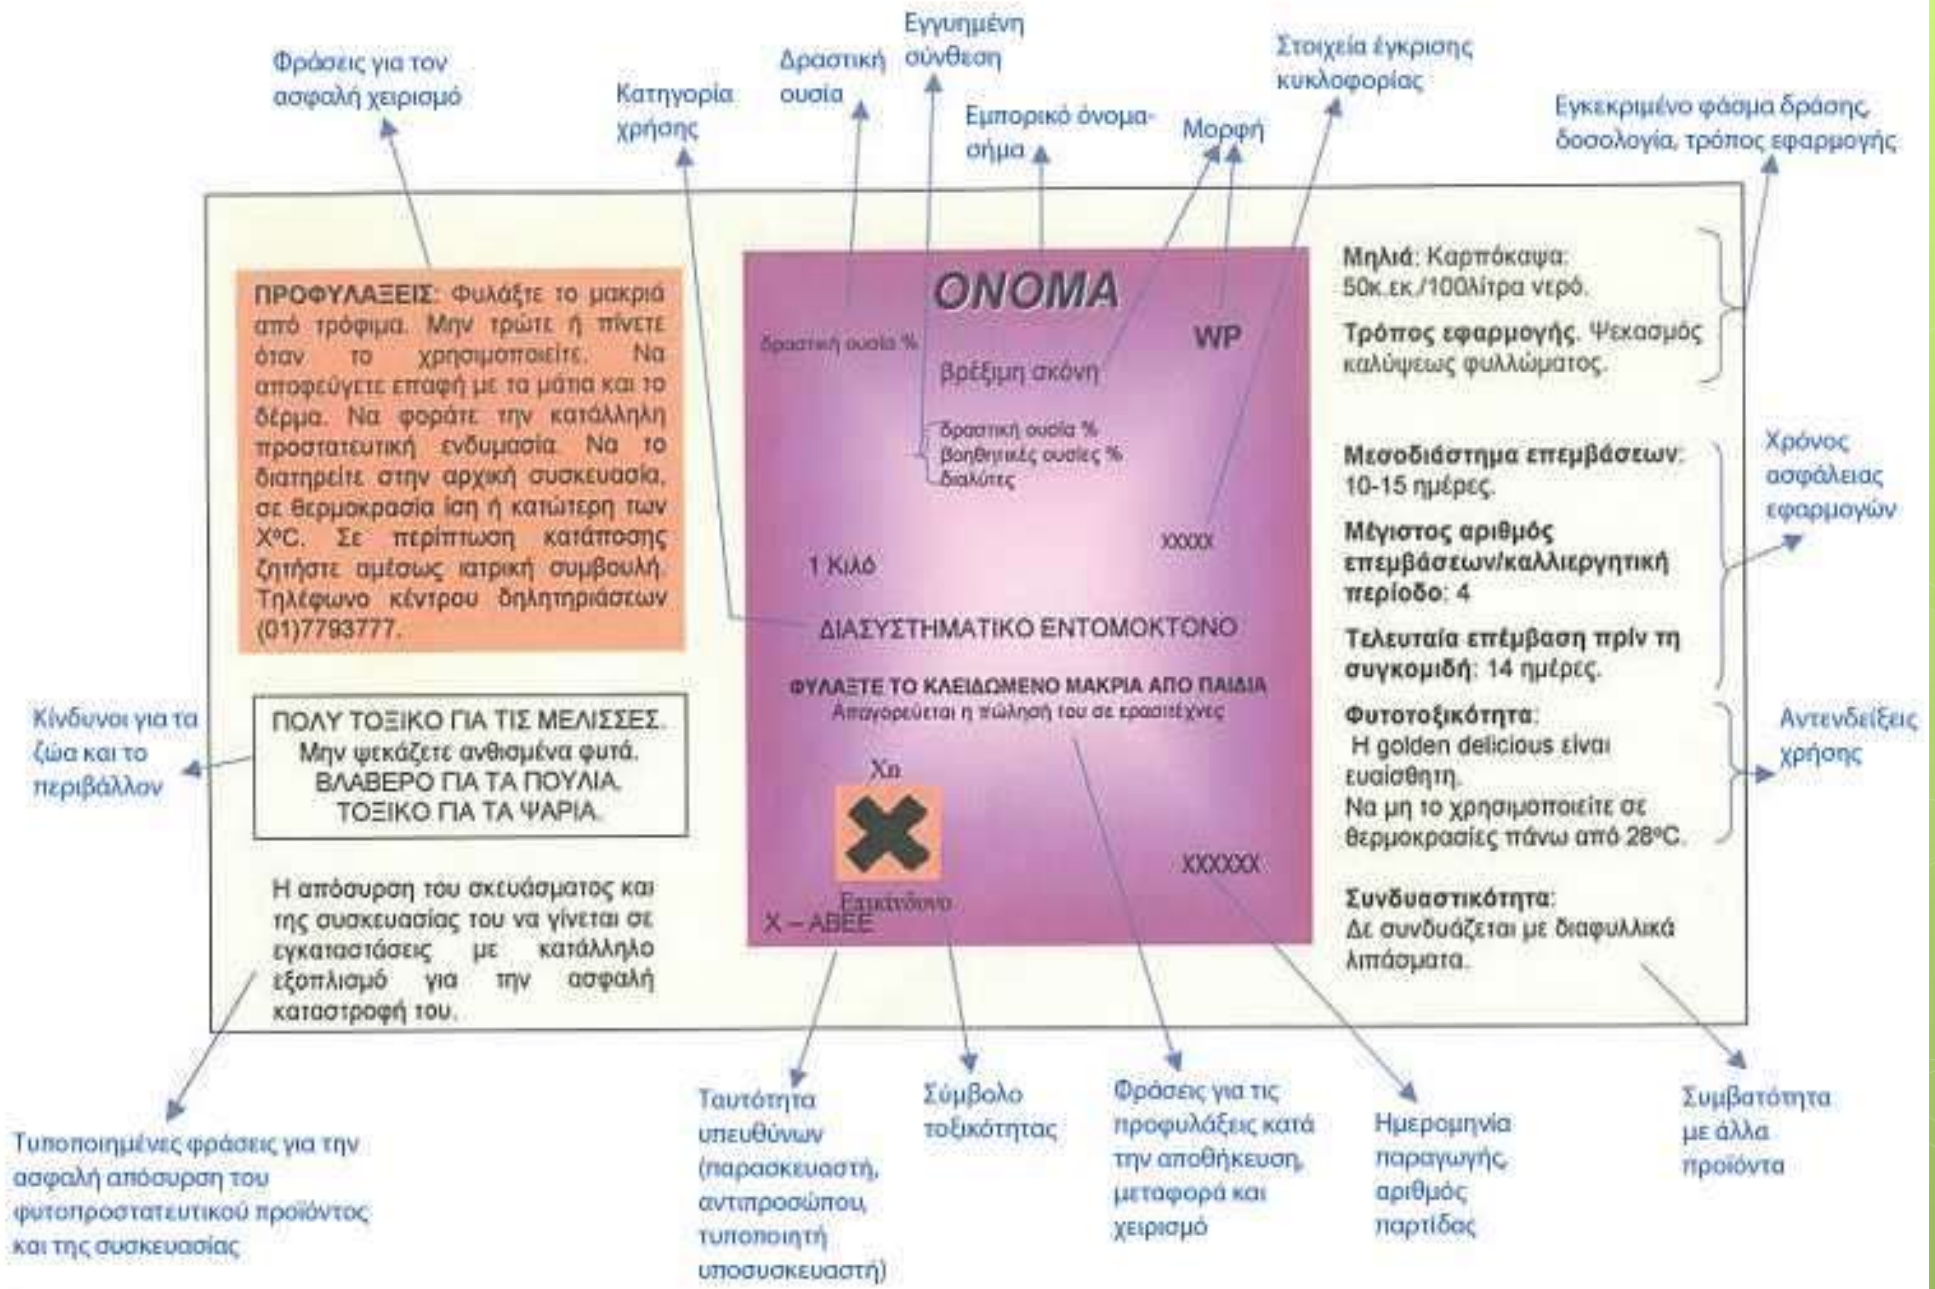 Φράσεις για τον
ασφαλή χειρισμό
Κατηγορία
χρήσης
Δραστική
ουσία
Εγγυημένη
σύνθεση
Εμπορικό όνομα-
σήμα
Μορφή
Στοιχεία έγκρισης
κυκλοφορίας
Εγκεκριμένο φάσμα δράσης,
δοσολογία, τρόπος εφαρμογής
ΠΡΟΦΥΛΑΞΕΙΣ: Φυλάξτε το μακριά
από τρόφιμα. Μην τρώτε ή πίνετε
όταν το χρησιμοποιείτε. Να
αποφεύγετε επαφή με τα μάτια και το
δέρμα. Να φοράτε την κατάλληλη
προστατευτική ενδυμασία. Να το
διατηρείτε στην αρχική συσκευασία,
σε θερμοκρασία ίση ή κατώτερη των
XºC. Σε περίπτωση κατάποσης
ζητήστε αμέσως ιατρική συμβουλή.
Τηλέφωνο κέντρου δηλητηριάσεων
(01)7793777.
Κίνδυνοι για τα
ζώα και το
περιβάλλον
ΠΟΛΥ ΤΟΞΙΚΟ ΓΙΑ ΤΙΣ ΜΕΛΙΣΣΕΣ.
Μην ψεκάζετε ανθισμένα φυτά.
ΒΛΑΒΕΡΟ ΓΙΑ ΤΑ ΠΟΥΛΙΑ.
ΤΟΞΙΚΟ ΓΙΑ ΤΑ ΨΑΡΙΑ.
Η απόσυρση του σκευάσματος και
της συσκευασίας του να γίνεται σε
εγκαταστάσεις με κατάλληλο
εξοπλισμό για την ασφαλή
καταστροφή του.
ΟΝΟΜΑ
δραστική ουσία %
WP
βρέξιμη σκόνη
δραστική ουσία %
βοηθητικές ουσίες %
διαλύτες
XXXXX
1 Κιλό
ΔΙΑΣΥΣΤΗΜΑΤΙΚΟ ΕΝΤΟΜΟΚΤΟΝΟ
ΦΥΛΑΞΤΕ ΤΟ ΚΛΕΙΔΩΜΕΝΟ ΜΑΚΡΙΑ ΑΠΟ ΠΑΙΔΙΑ
Απαγορεύεται η πώλησή του σε ερασιτέχνες
Xn
XXXXXX
Επικίνδυνο
Χ – ΑΒΕΕ
Μηλιά: Καρπόκαψα:
50κ.εκ./100λίτρα νερό.
Τρόπος εφαρμογής. Ψεκασμός
καλύψεως φυλλώματος.
Μεσοδιάστημα επεμβάσεων:
10-15 ημέρες.
Μέγιστος αριθμός
επεμβάσεων/καλλιεργητική
περίοδο: 4
Τελευταία επέμβαση πρίν τη
συγκομιδή: 14 ημέρες.
Φυτοτοξικότητα:
Η golden delicious είναι
ευαίσθητη.
Να μη το χρησιμοποιείτε σε
θερμοκρασίες πάνω από 28ºC.
Συνδυαστικότητα:
Δε συνδυάζεται με διαφυλλικά
λιπάσματα.
Χρόνος
ασφάλειας
εφαρμογών
Αντενδείξεις
χρήσης
Τυποποιημένες φράσεις για την
ασφαλή απόσυρση του
φυτοπροστατευτικού προϊόντος
και της συσκευασίας
Ταυτότητα
υπευθύνων
(παρασκευαστή,
αντιπροσώπου,
τυποποιητή
υποσυσκευαστή)
Σύμβολο
τοξικότητας
Φράσεις για τις
προφυλάξεις κατά
την αποθήκευση,
μεταφορά και
χειρισμό
Ημερομηνία
παραγωγής,
αριθμός
παρτίδας
Συμβατότητα
με άλλα
προϊόντα